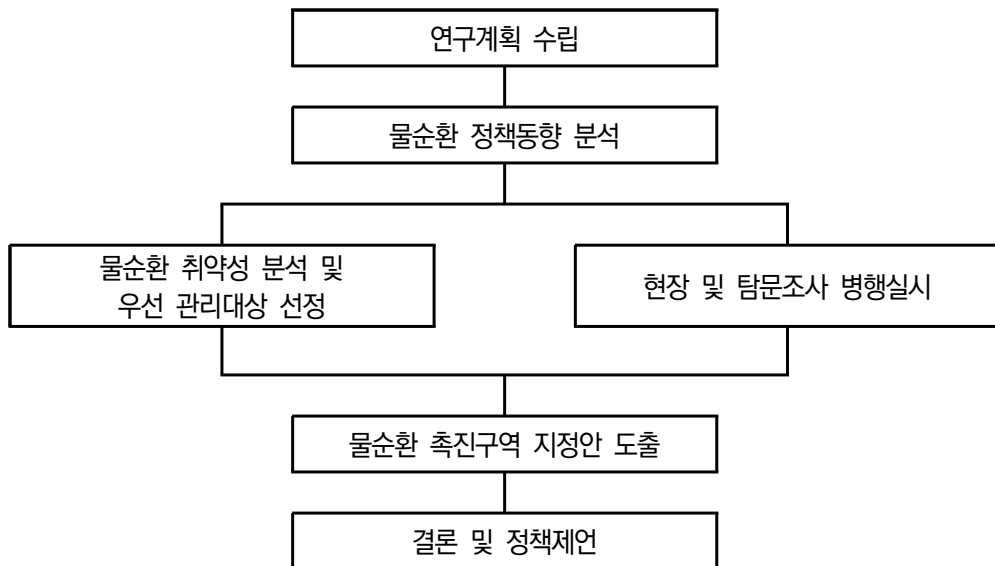 연구계획 수립
물순환 정책동향 분석
물순환 취약성 분석 및
우선 관리대상 선정
현장 및 탐문조사 병행실시
물순환 촉진구역 지정안 도출
결론 및 정책제언